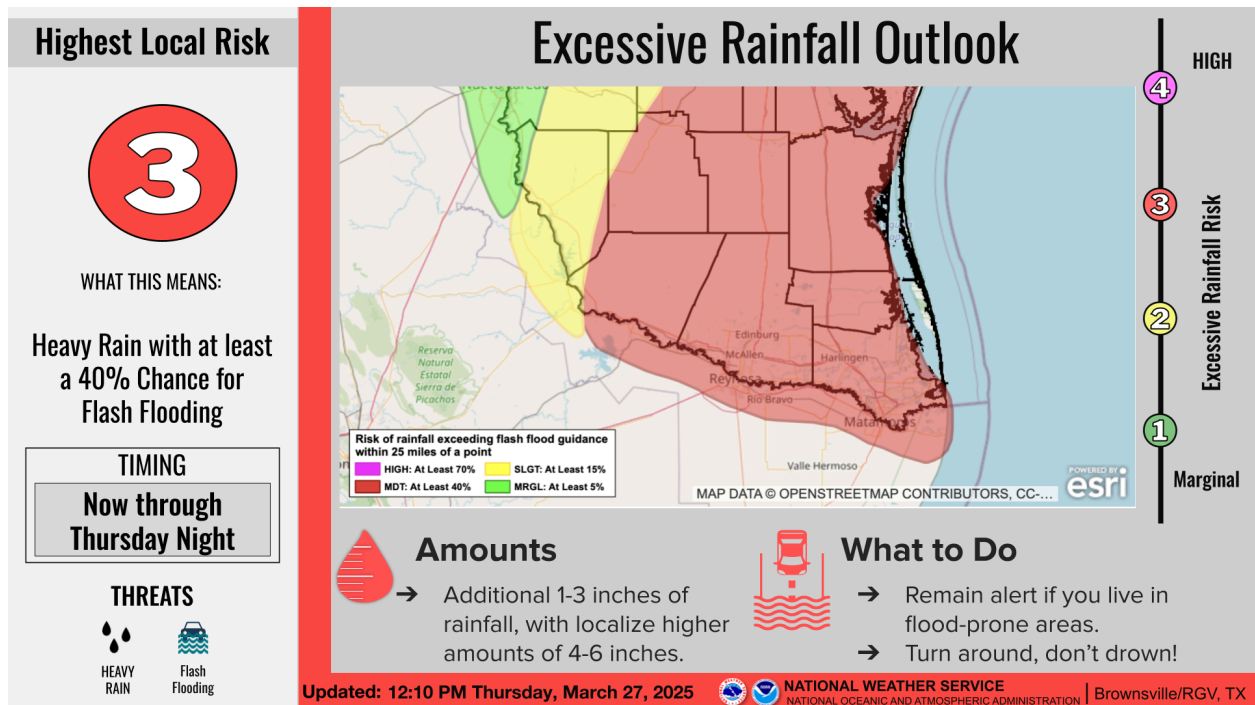 Highest Local Risk
3
WHAT THIS MEANS:
Heavy Rain with at least
a 40% Chance for
Flash Flooding
TIMING
Now through
Thursday Night
THREATS
HEAVY
RAIN
Flash
Flooding
Excessive Rainfall Outlook
Nuevo Laredo
Reserva
Natural
Estatal
Sierra de
Picachos
Edinburg
McAllen
Harlingen
Reynosa
Río Bravo
Matamoros
Valle Hermoso
Risk of rainfall exceeding flash flood guidance
within 25 miles of a point
HIGH: At Least 70%
SLGT: At Least 15%
MDT: At Least 40%
MRGL: At Least 5%
MAP DATA © OPENSTREETMAP CONTRIBUTORS, CC-...
POWERED BY
esri
HIGH
4
3
2
1
Marginal
Excessive Rainfall Risk
Amounts
➔ Additional 1-3 inches of
rainfall, with localize higher
amounts of 4-6 inches.
What to Do
➔ Remain alert if you live in
flood-prone areas.
➔ Turn around, don’t drown!
Updated: 12:10 PM Thursday, March 27, 2025
NATIONAL WEATHER SERVICE
NATIONAL OCEANIC AND ATMOSPHERIC ADMINISTRATION
Brownsville/RGV, TX